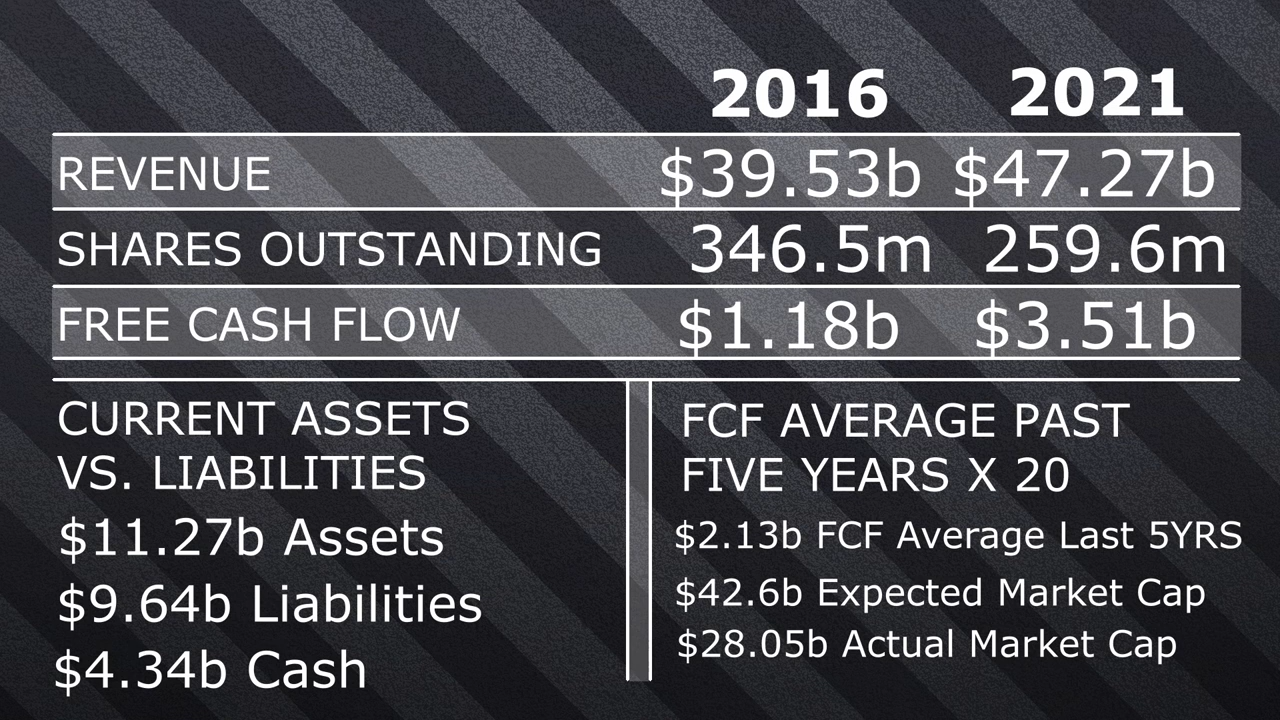 2016 2021
REVENUE $39.53b $47.27b
SHARES OUTSTANDING 346.5m 259.6m
FREE CASH FLOW $1.18b $3.51b
CURRENT ASSETS
VS. LIABILITIES
$11.27b Assets
$9.64b Liabilities
$4.34b Cash
FCF AVERAGE PAST
FIVE YEARS X 20
$2.13b FCF Average Last 5YRS
$42.6b Expected Market Cap
$28.05b Actual Market Cap